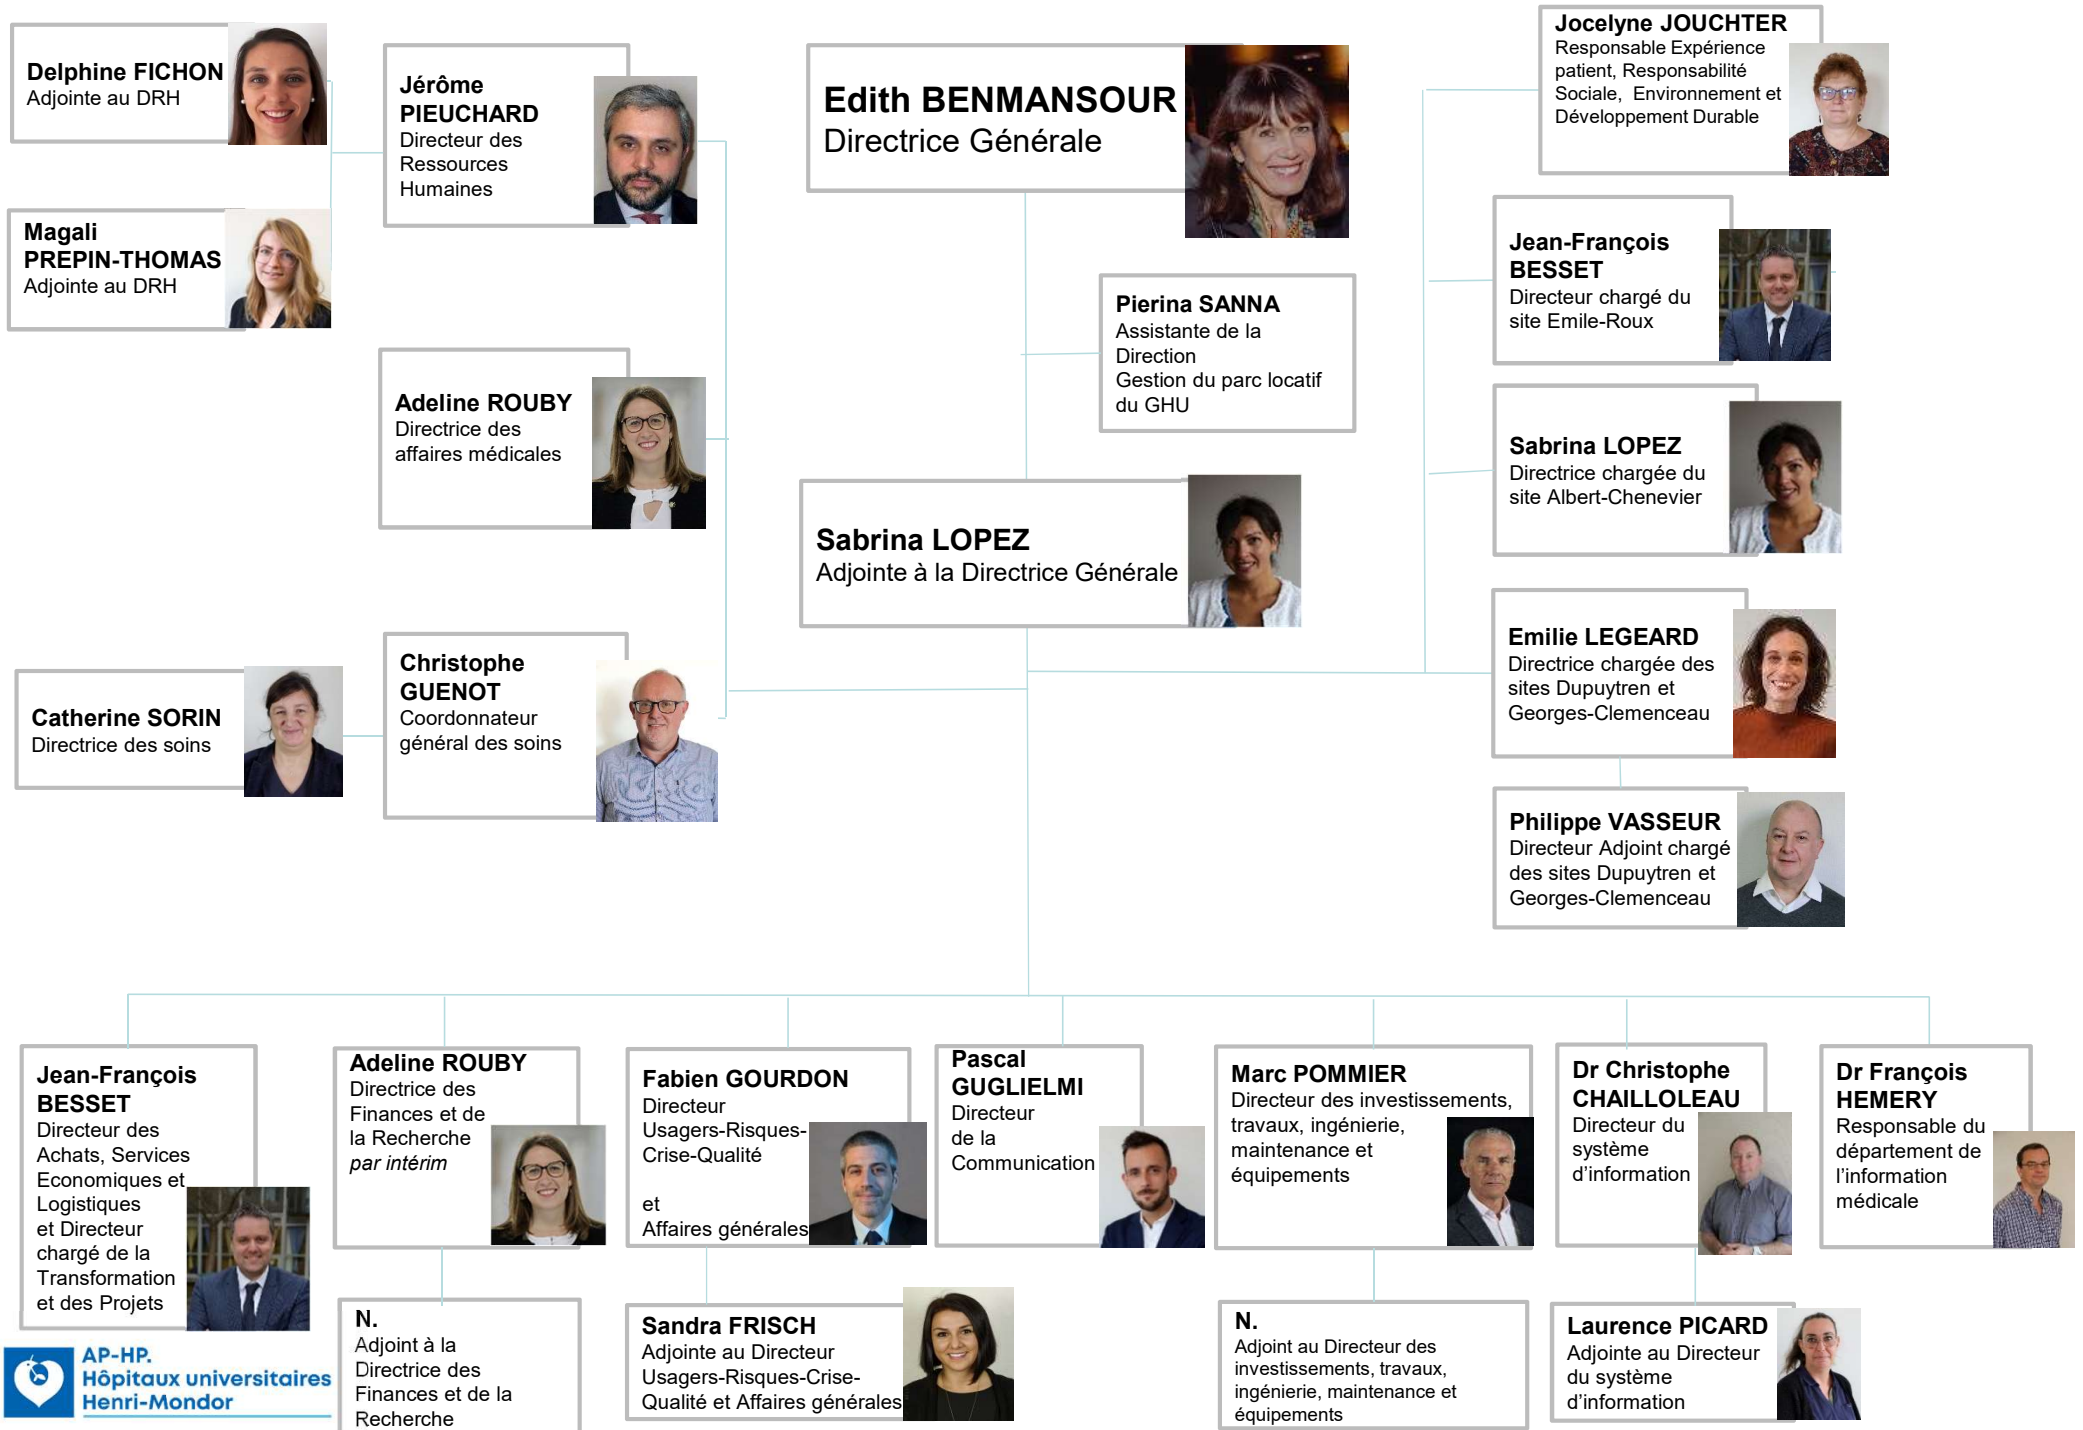 Delphine FICHON
Adjointe au DRH
Magali
PREPIN-THOMAS
Adjointe au DRH
Jérôme
PIEUCHARD
Directeur des
Ressources
Humaines
Adeline ROUBY
Directrice des
affaires médicales
Catherine SORIN
Directrice des soins
Christophe
GUENOT
Coordonnateur
général des soins
Edith BENMANSOUR
Directrice Générale
Pierina SANNA
Assistante de la
Direction
Gestion du parc locatif
du GHU
Sabrina LOPEZ
Adjointe à la Directrice Générale
Jocelyne JOUCHTER
Responsable Expérience
patient, Responsabilité
Sociale, Environnement et
Développement Durable
Jean-François
BESSET
Directeur chargé du
site Emile-Roux
Sabrina LOPEZ
Directrice chargée du
site Albert-Chenevier
Emilie LEGEARD
Directrice chargée des
sites Dupuytren et
Georges-Clemenceau
Philippe VASSEUR
Directeur Adjoint chargé
des sites Dupuytren et
Georges-Clemenceau
Jean-François
BESSET
Directeur des
Achats, Services
Economiques et
Logistiques
et Directeur
chargé de la
Transformation
et des Projets
Adeline ROUBY
Directrice des
Finances et de
la Recherche
par intérim
Fabien GOURDON
Directeur
Usagers-Risques-
Crise-Qualité
et
Affaires générales
Pascal
GUGLIELMI
Directeur
de la
Communication
Marc POMMIER
Directeur des investissements,
travaux, ingénierie,
maintenance et
équipements
Dr Christophe
CHAILLOLEAU
Directeur du
système
d’information
Dr François
HEMERY
Responsable du
département de
l’information
médicale
N.
Adjoint à la
Directrice des
Finances et de la
Recherche
Sandra FRISCH
Adjointe au Directeur
Usagers-Risques-Crise-
Qualité et Affaires générales
N.
Adjoint au Directeur des
investissements, travaux,
ingénierie, maintenance et
équipements
Laurence PICARD
Adjointe au Directeur
du système
d’information
AP-HP.
Hôpitaux universitaires
Henri-Mondor